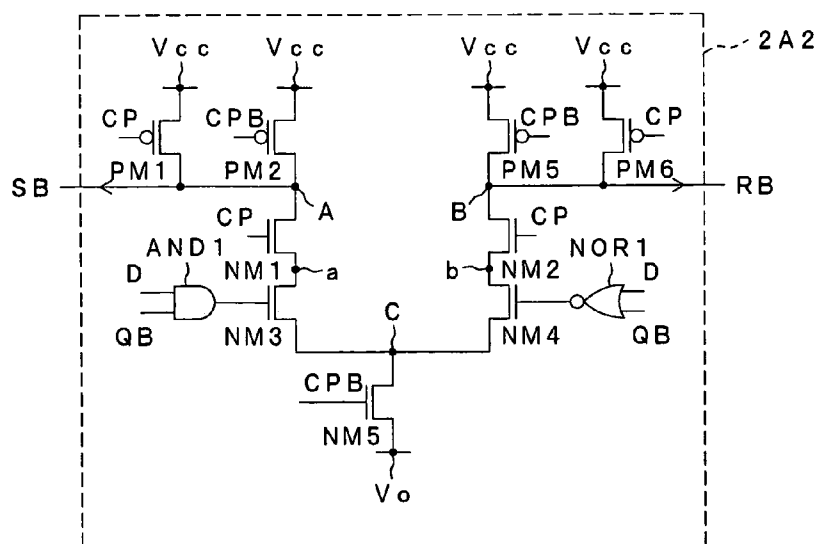 2A2
Vcc Vcc Vcc Vcc
CP CPB CPB CP
SB PM1 PM2 PM5 PM6 RB
A B
CP CP
AND1 NOR1
NM1 a b NM2
D D
QB NM3 C NM4 QB
CPB
NM5
Vo